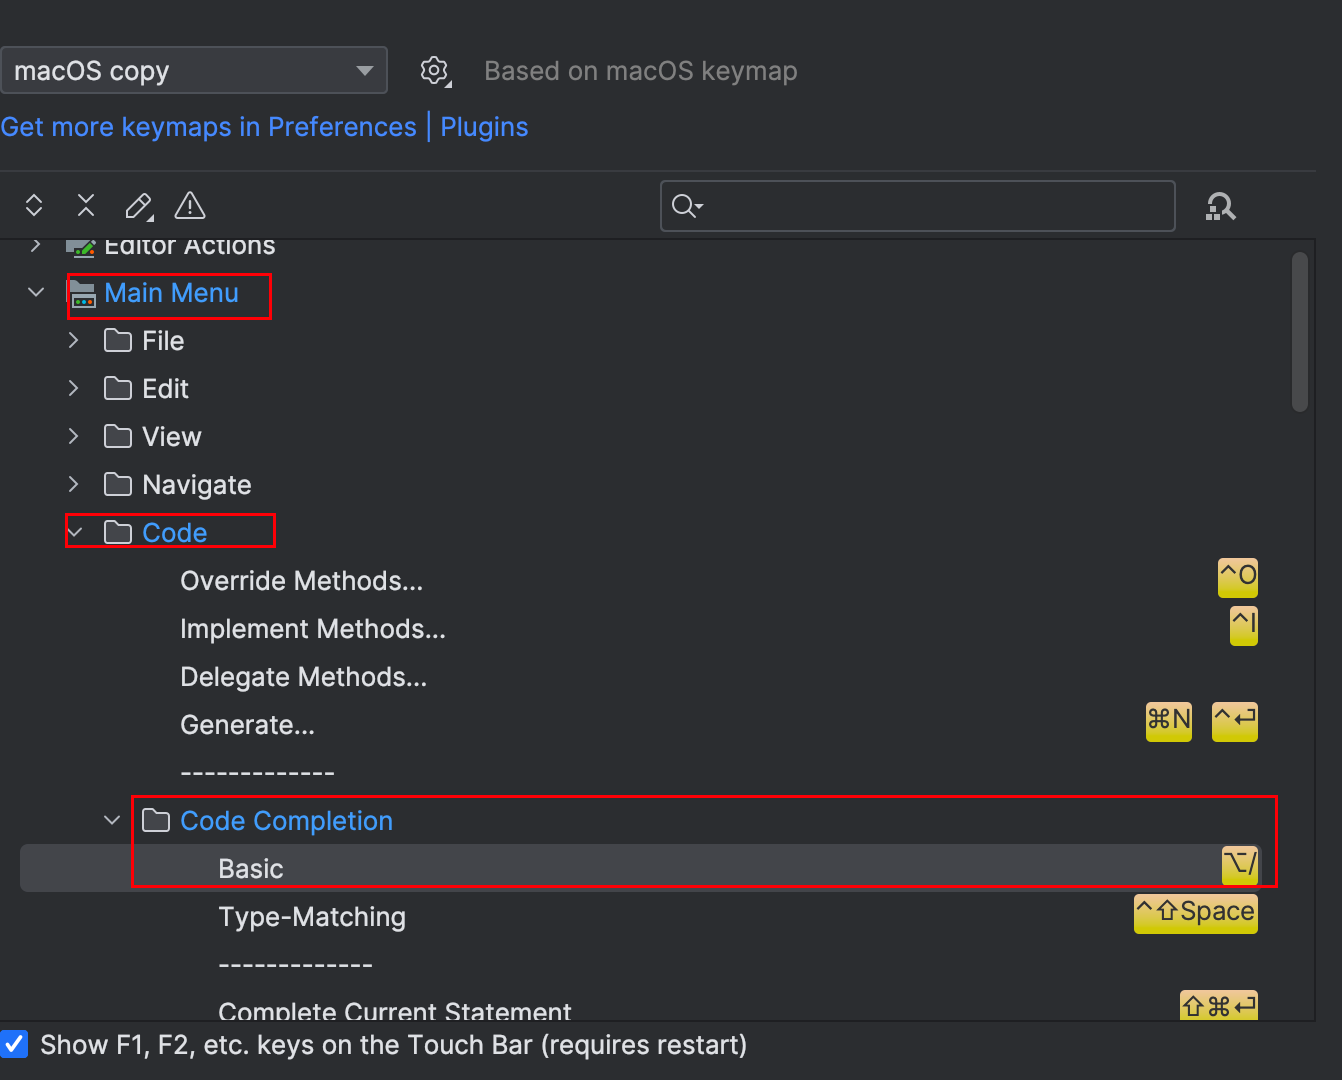 macOS copy
Based on macOS keymap
Get more keymaps in Preferences | Plugins
Editor Actions
Main Menu
File
Edit
View
Navigate
Code
Override Methods... ^O
Implement Methods... ^I
Delegate Methods...
Generate... ⌘N ^⏎
-------------
Code Completion
Basic ⌥/
Type-Matching ^⇧Space
-------------
Complete Current Statement ⇧⌘⏎
Show F1, F2, etc. keys on the Touch Bar (requires restart)